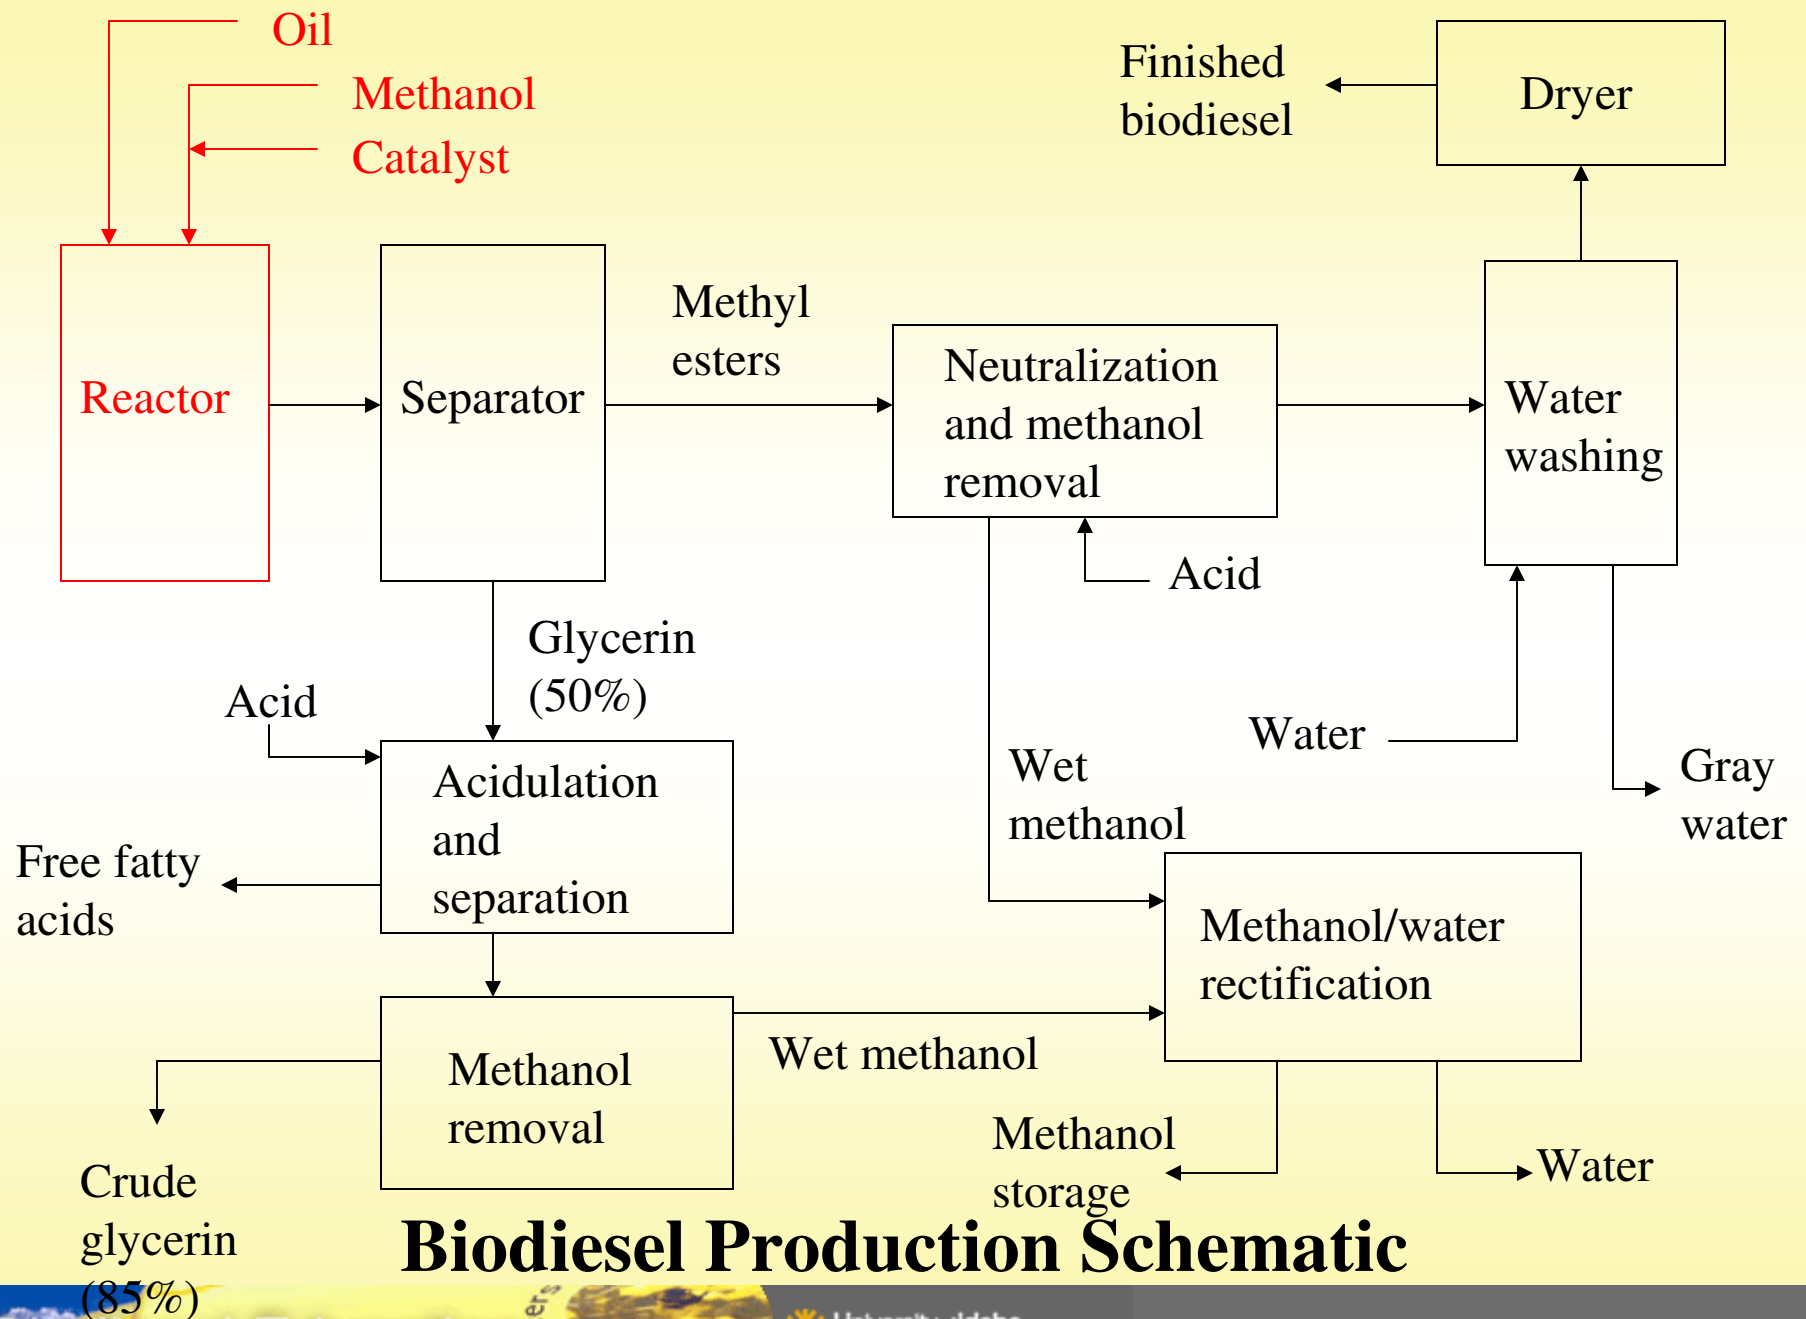 Oil
Methanol
Catalyst
Finished
biodiesel
Dryer
Reactor
Separator
Methyl
esters
Neutralization
and methanol
removal
Water
washing
Acid
Glycerin
(50%)
Acid
Water
Wet
methanol
Gray
water
Acidulation
and
separation
Free fatty
acids
Methanol/water
rectification
Methanol
removal
Wet methanol
Methanol
storage
Water
Crude
glycerin
(85%)
Biodiesel Production Schematic